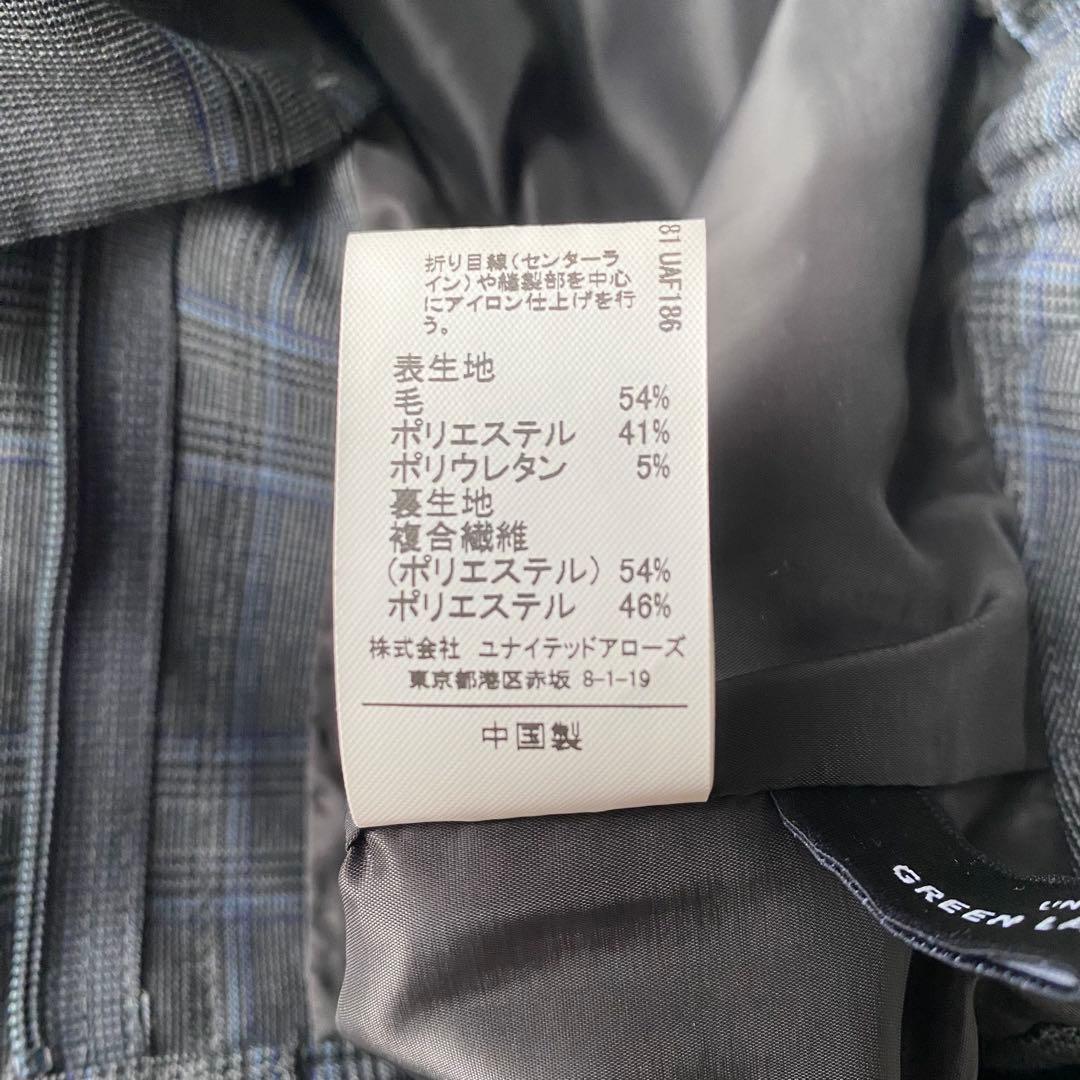 折り目線(センターラ
イン)や縫製部を中心
にアイロン仕上げを行
う。
81 UAF186
表生地
毛 54%
ポリエステル 41%
ポリウレタン 5%
裏生地
複合繊維
(ポリエステル) 54%
ポリエステル 46%
株式会社 ユナイテッドアローズ
東京都港区赤坂 8-1-19
中国製
GREEN